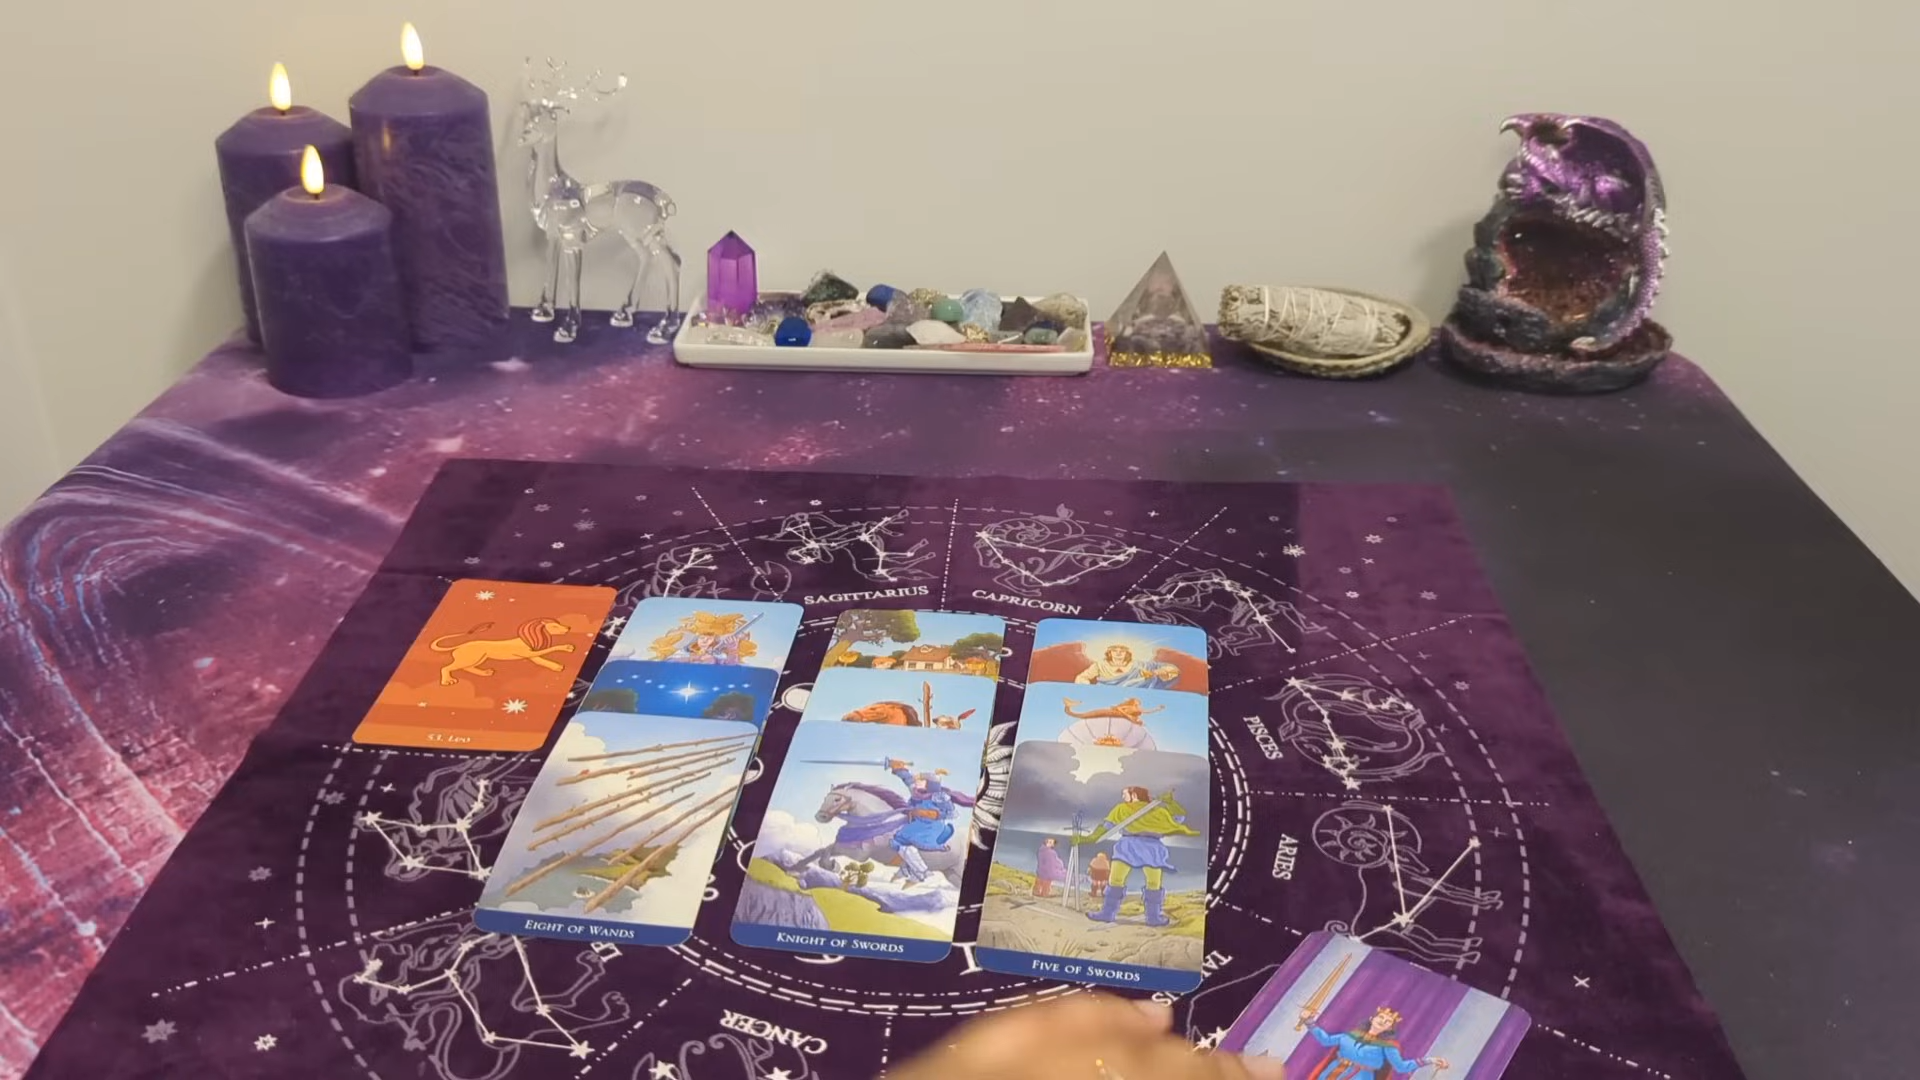 SAGITTARIUS
CAPRICORN
PISCES
ARIES
53. Leo
EIGHT OF WANDS
KNIGHT OF SWORDS
FIVE OF SWORDS
CANCER